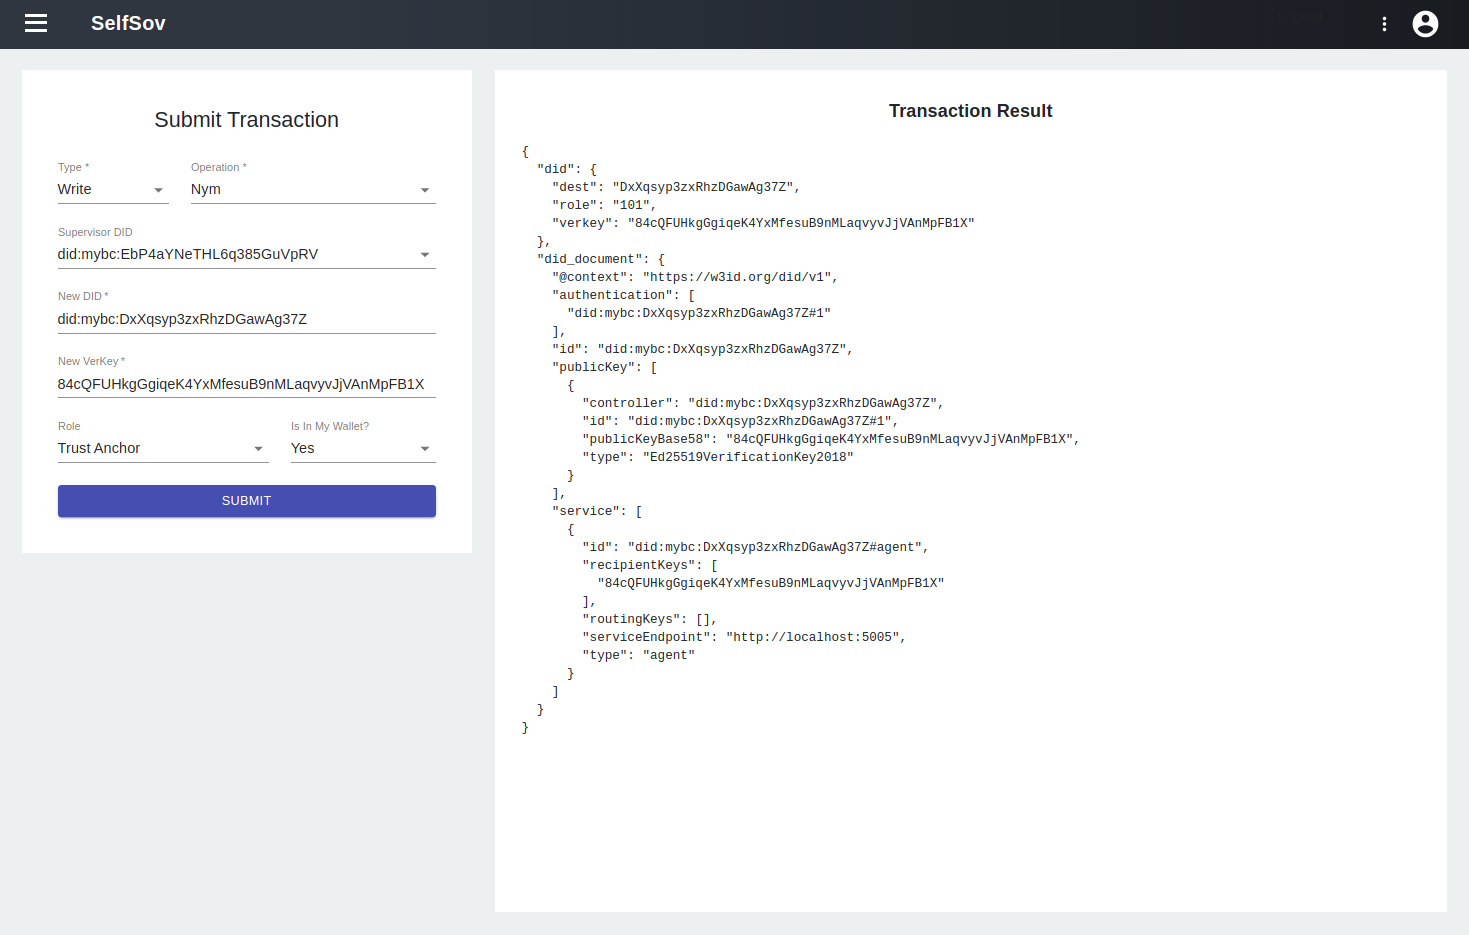 SelfSov
Submit Transaction
Type *
Operation *
Write
Nym
Supervisor DID
did:mybc:EbP4aYNeTHL6q385GuVpRV
New DID *
did:mybc:DxXqsyp3zxRhzDGawAg37Z
New VerKey *
84cQFUHkgGgiqeK4YxMfesuB9nMLaqvyvJjVAnMpFB1X
Role
Is In My Wallet?
Trust Anchor
Yes
SUBMIT
Transaction Result
{
  "did": {
    "dest": "DxXqsyp3zxRhzDGawAg37Z",
    "role": "101",
    "verkey": "84cQFUHkgGgiqeK4YxMfesuB9nMLaqvyvJjVAnMpFB1X"
  },
  "did_document": {
    "@context": "https://w3id.org/did/v1",
    "authentication": [
      "did:mybc:DxXqsyp3zxRhzDGawAg37Z#1"
    ],
    "id": "did:mybc:DxXqsyp3zxRhzDGawAg37Z",
    "publicKey": [
      {
        "controller": "did:mybc:DxXqsyp3zxRhzDGawAg37Z",
        "id": "did:mybc:DxXqsyp3zxRhzDGawAg37Z#1",
        "publicKeyBase58": "84cQFUHkgGgiqeK4YxMfesuB9nMLaqvyvJjVAnMpFB1X",
        "type": "Ed25519VerificationKey2018"
      }
    ],
    "service": [
      {
        "id": "did:mybc:DxXqsyp3zxRhzDGawAg37Z#agent",
        "recipientKeys": [
          "84cQFUHkgGgiqeK4YxMfesuB9nMLaqvyvJjVAnMpFB1X"
        ],
        "routingKeys": [],
        "serviceEndpoint": "http://localhost:5005",
        "type": "agent"
      }
    ]
  }
}